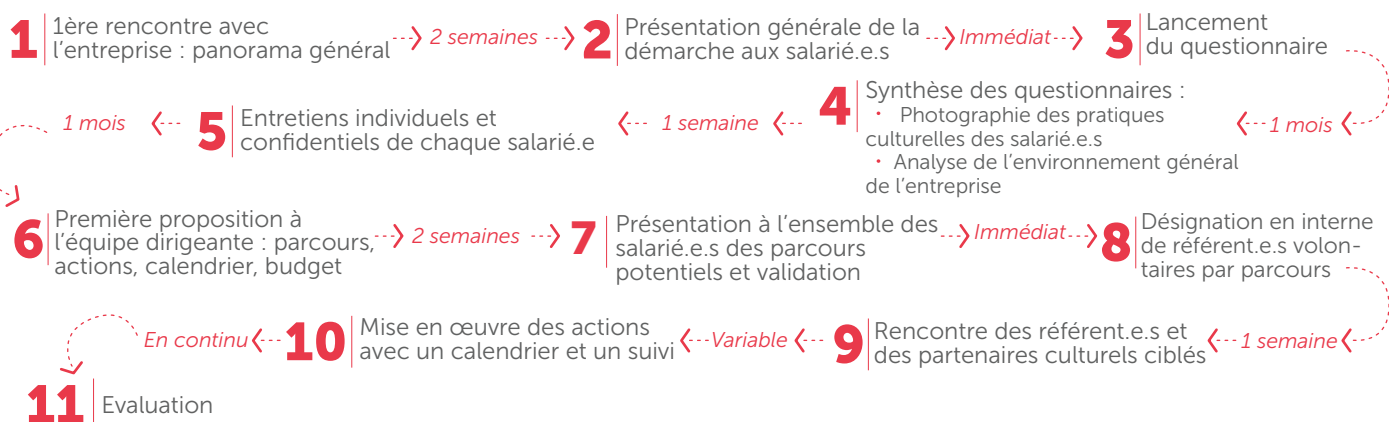 1 1ère rencontre avec
l'entreprise : panorama général
2 semaines
2 Présentation générale de la
démarche aux salarié.e.s
Immédiat
3 Lancement
du questionnaire
1 mois
4 Synthèse des questionnaires :
· Photographie des pratiques
culturelles des salarié.e.s
· Analyse de l'environnement général
de l'entreprise
1 semaine
5 Entretiens individuels et
confidentiels de chaque salarié.e
1 mois
6 Première proposition à
l'équipe dirigeante : parcours,
actions, calendrier, budget
2 semaines
7 Présentation à l'ensemble des
salarié.e.s des parcours
potentiels et validation
Immédiat
8 Désignation en interne
de référent.e.s volon-
taires par parcours
1 semaine
9 Rencontre des référent.e.s et
des partenaires culturels ciblés
Variable
10 Mise en œuvre des actions
avec un calendrier et un suivi
En continu
11 Evaluation